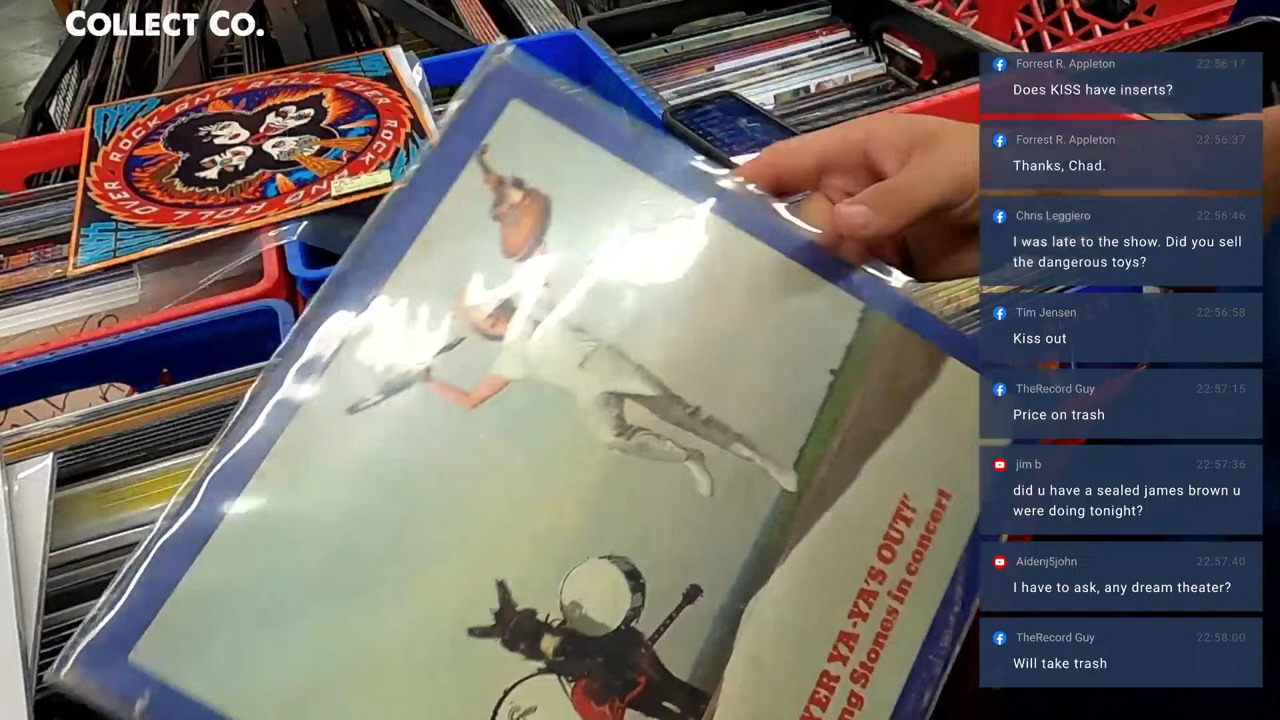 COLLECT CO.
ROCK AND ROLL OVER
ROCK AND ROLL OVER
YER YA-YA'S OUT!'
ng Stones in concert
Forrest R. Appleton 22:56:17
Does KISS have inserts?
Forrest R. Appleton 22:56:37
Thanks, Chad.
Chris Leggiero 22:56:46
I was late to the show. Did you sell
the dangerous toys?
Tim Jensen 22:56:58
Kiss out
TheRecord Guy 22:57:15
Price on trash
jim b 22:57:36
did u have a sealed james brown u
were doing tonight?
Aidenj5john 22:57:40
I have to ask, any dream theater?
TheRecord Guy 22:58:00
Will take trash